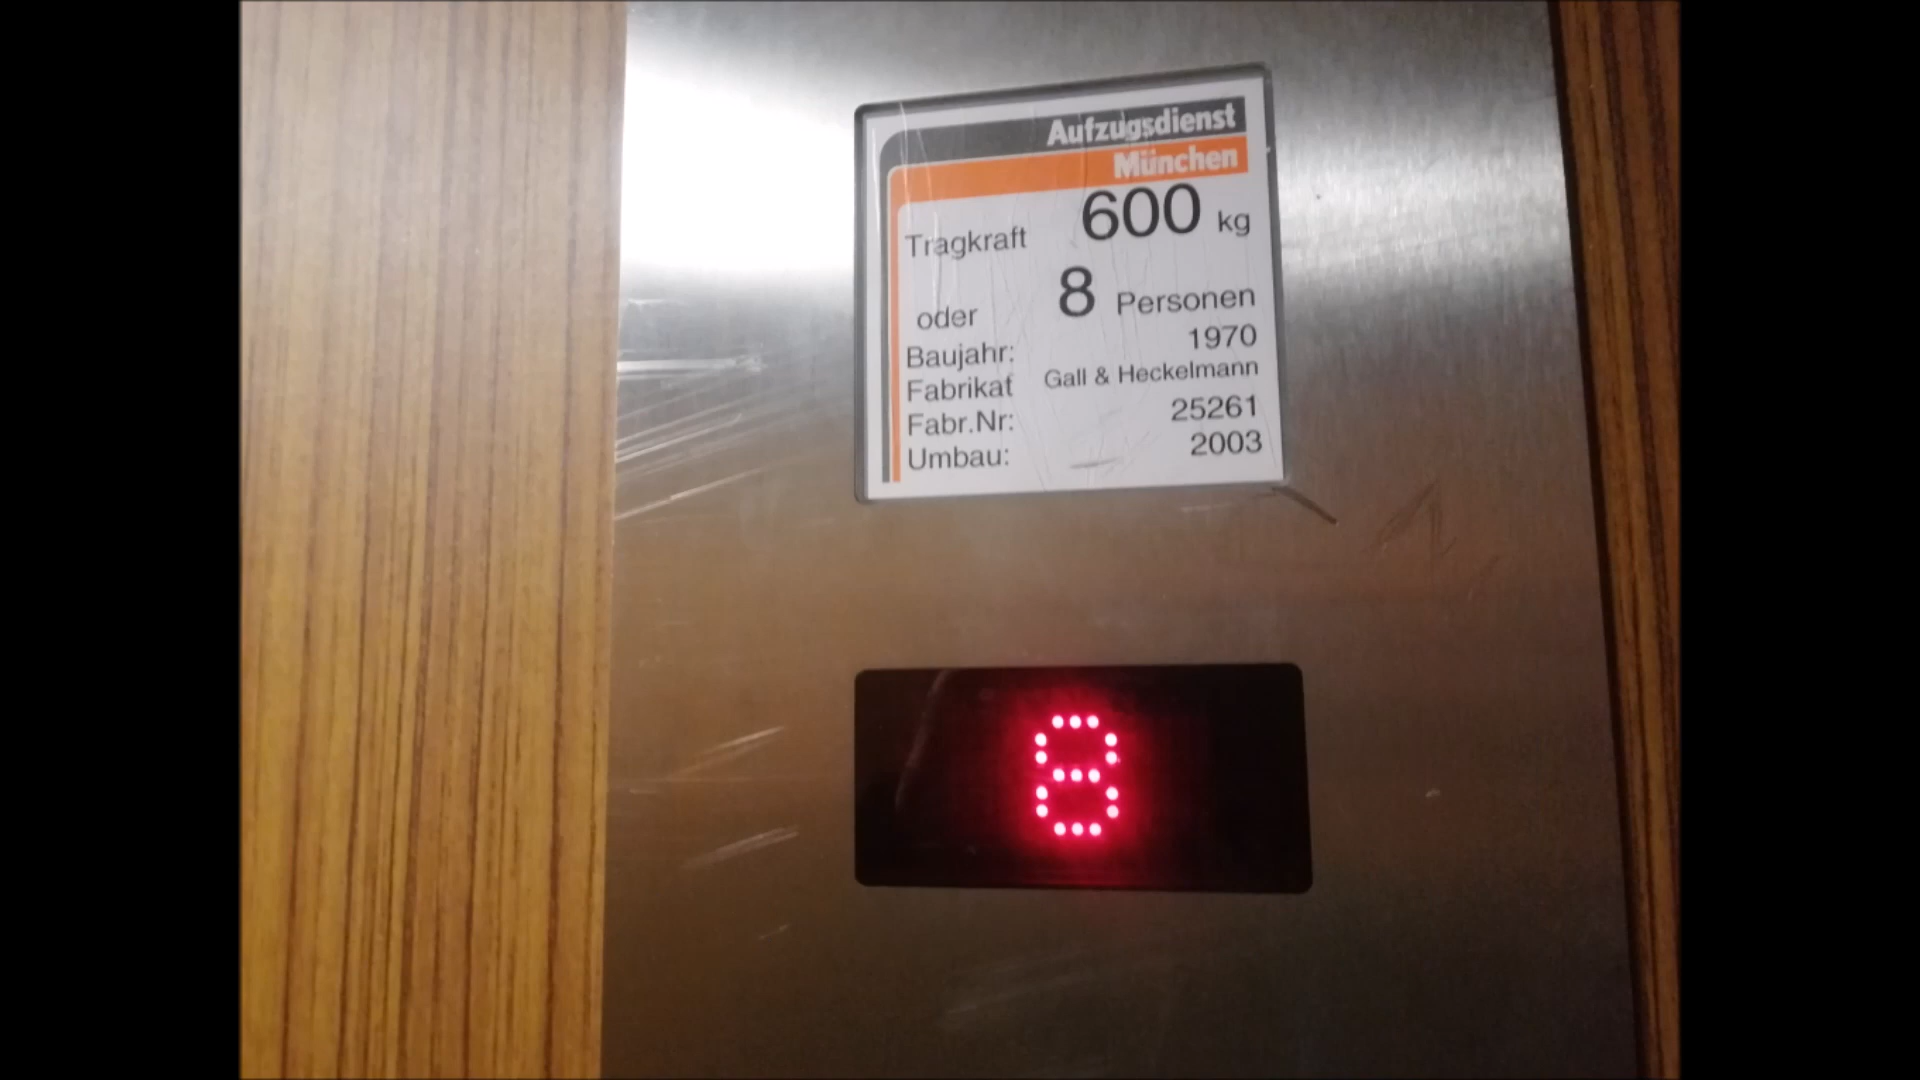 Aufzugsdienst
München
Tragkraft 600 kg
oder 8 Personen
Baujahr: 1970
Fabrikat Gall & Heckelmann
Fabr.Nr: 25261
Umbau: 2003
8